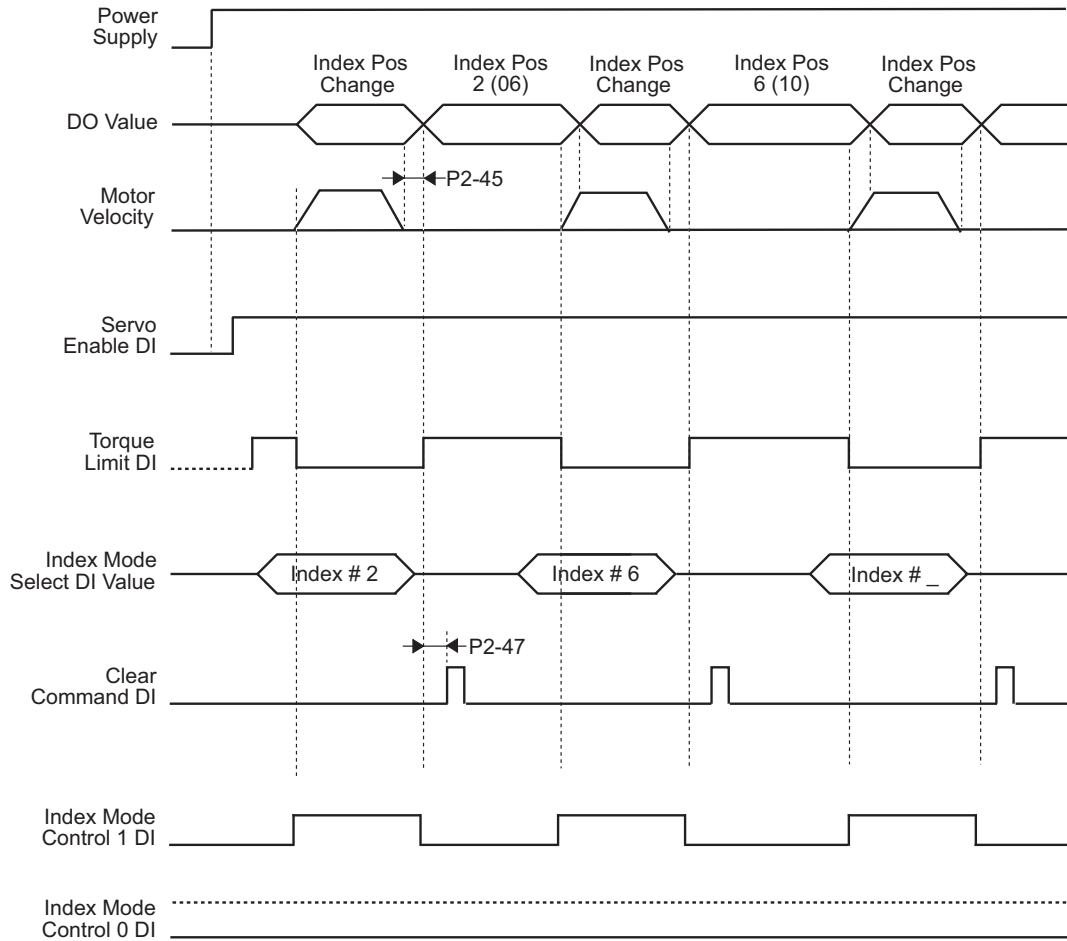 Power
Supply
Index Pos
Change
Index Pos
2 (06)
Index Pos
Change
Index Pos
6 (10)
Index Pos
Change
DO Value
P2-45
Motor
Velocity
Servo
Enable DI
Torque
Limit DI
Index Mode
Select DI Value
Index # 2
Index # 6
Index # _
P2-47
Clear
Command DI
Index Mode
Control 1 DI
Index Mode
Control 0 DI